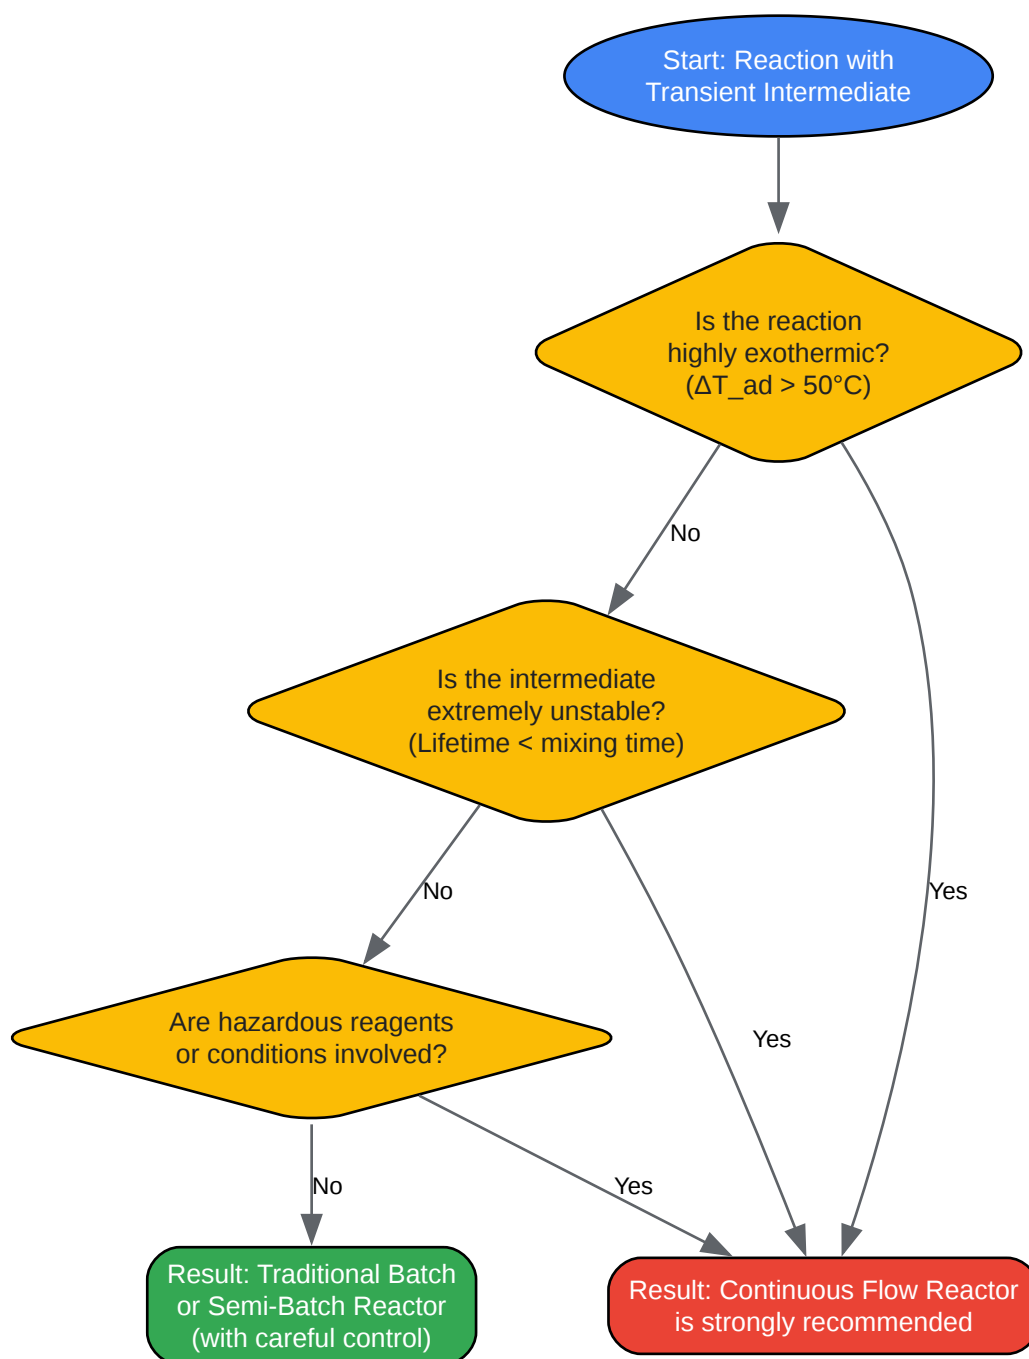 Start: Reaction with
Transient Intermediate
Is the reaction
highly exothermic?
(ΔT_ad > 50°C)
No
Is the intermediate
extremely unstable?
(Lifetime < mixing time)
No
Yes
Are hazardous reagents
or conditions involved?
Yes
No
Yes
Result: Traditional Batch
or Semi-Batch Reactor
(with careful control)
Result: Continuous Flow Reactor
is strongly recommended